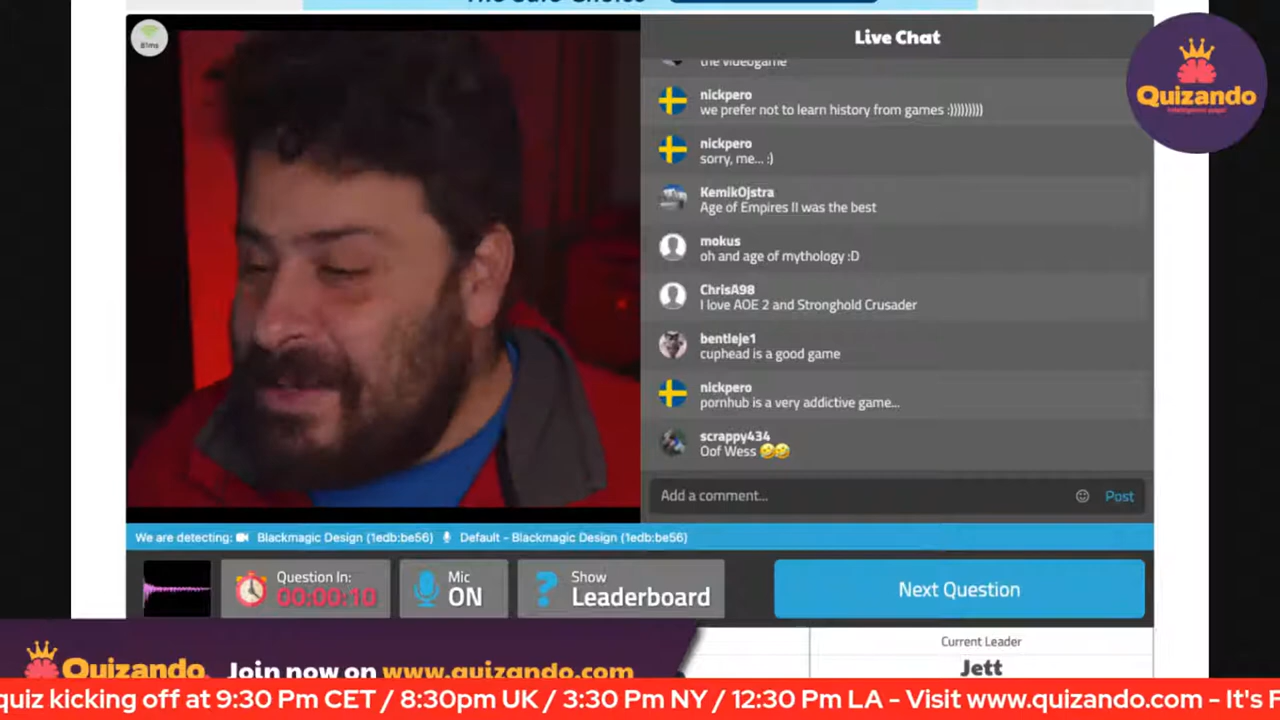 The Safe Choice
81ms
Live Chat
the videogame
nickpero
we prefer not to learn history from games :)))))))))
nickpero
sorry, me... :)
KemikOjstra
Age of Empires II was the best
mokus
oh and age of mythology :D
ChrisA98
I love AOE 2 and Stronghold Crusader
bentleje1
cuphead is a good game
nickpero
pornhub is a very addictive game...
scrappy434
Oof Wess 🤣🤣
Add a comment...
Post
Quizando
We are detecting: Blackmagic Design (1edb:be56) Default - Blackmagic Design (1edb:be56)
Question In:
00:00:10
Mic
ON
Show
Leaderboard
Next Question
Current Leader
Jett
Quizando
Join now on www.quizando.com
quiz kicking off at 9:30 Pm CET / 8:30pm UK / 3:30 Pm NY / 12:30 Pm LA - Visit www.quizando.com - It's F